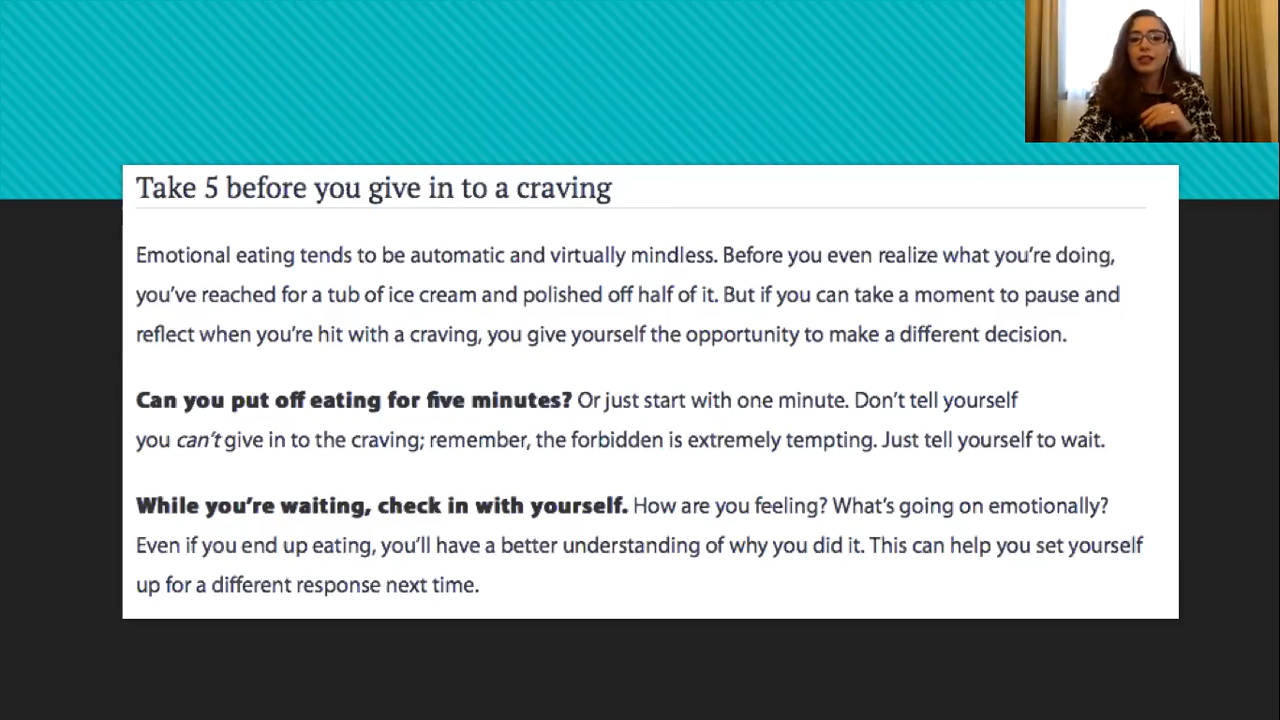 Take 5 before you give in to a craving
Emotional eating tends to be automatic and virtually mindless. Before you even realize what you’re doing,
you’ve reached for a tub of ice cream and polished off half of it. But if you can take a moment to pause and
reflect when you’re hit with a craving, you give yourself the opportunity to make a different decision.
Can you put off eating for five minutes? Or just start with one minute. Don’t tell yourself
you can’t give in to the craving; remember, the forbidden is extremely tempting. Just tell yourself to wait.
While you’re waiting, check in with yourself. How are you feeling? What’s going on emotionally?
Even if you end up eating, you’ll have a better understanding of why you did it. This can help you set yourself
up for a different response next time.